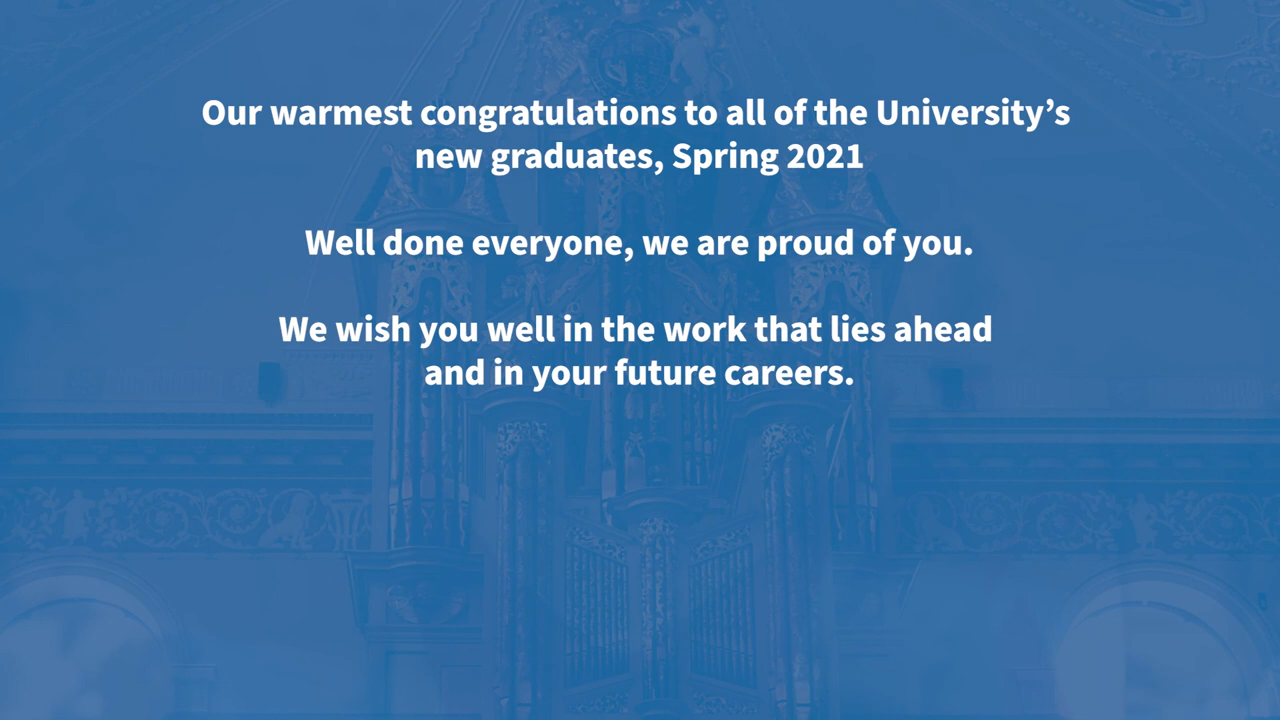 Our warmest congratulations to all of the University’s
new graduates, Spring 2021
Well done everyone, we are proud of you.
We wish you well in the work that lies ahead
and in your future careers.